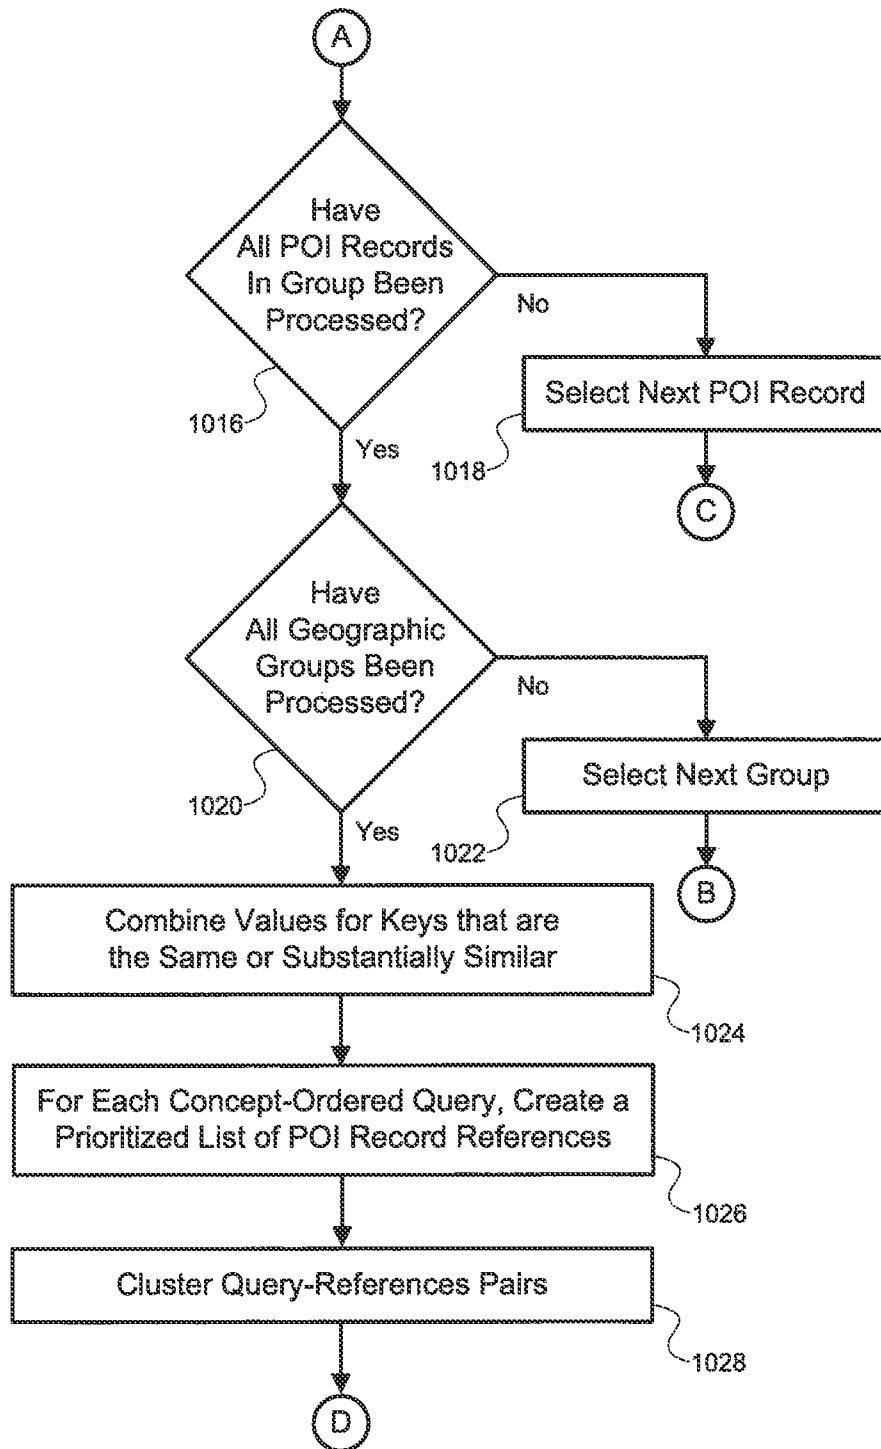 A
Have
All POI Records
In Group Been
Processed?
No
1016
Yes
Select Next POI Record
1018
C
Have
All Geographic
Groups Been
Processed?
No
1020
Yes
Select Next Group
1022
B
Combine Values for Keys that are
the Same or Substantially Similar
1024
For Each Concept-Ordered Query, Create a
Prioritized List of POI Record References
1026
Cluster Query-References Pairs
1028
D